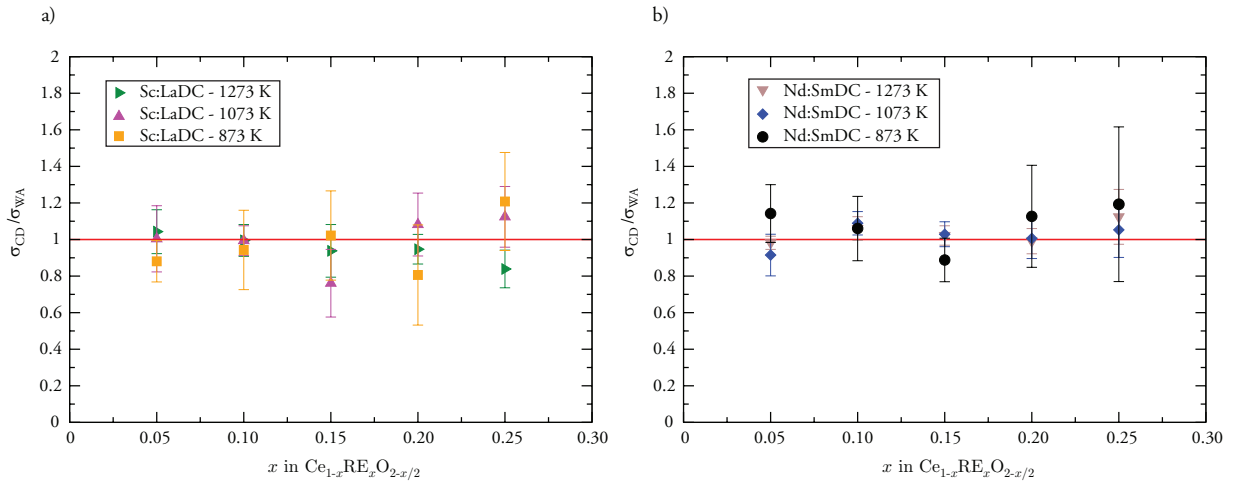 a)
2
1.8
1.6
1.4
1.2
1
0.8
0.6
0.4
0.2
0
σCD/σWA
Sc:LaDC - 1273 K
Sc:LaDC - 1073 K
Sc:LaDC - 873 K
0 0.05 0.10 0.15 0.20 0.25 0.30
x in Ce1-xRExO2-x/2
b)
2
1.8
1.6
1.4
1.2
1
0.8
0.6
0.4
0.2
0
σCD/σWA
Nd:SmDC - 1273 K
Nd:SmDC - 1073 K
Nd:SmDC - 873 K
0 0.05 0.10 0.15 0.20 0.25 0.30
x in Ce1-xRExO2-x/2